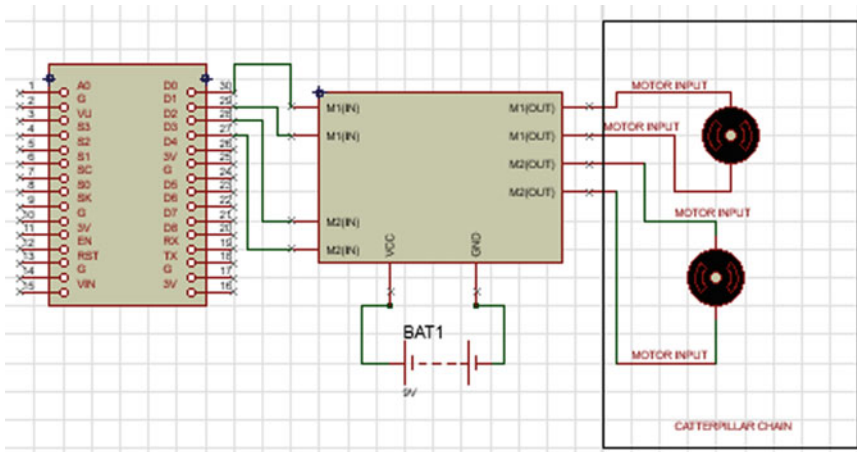 1 A0 D0 30
2 G D1 29
3 VU D2 28
4 S3 D3 27
5 S2 D4 26
6 S1 3V 25
7 SC G 24
8 S0 D5 23
9 SK D6 22
10 G D7 21
11 3V D8 20
12 EN RX 19
13 RST TX 18
14 G G 17
15 VIN 3V 16
M1(IN)
M1(IN)
M2(IN)
M2(IN)
M1(OUT)
M1(OUT)
M2(OUT)
M2(OUT)
VCC
GND
BAT1
9V
MOTOR INPUT
MOTOR INPUT
MOTOR INPUT
MOTOR INPUT
CATTERPILLAR CHAIN